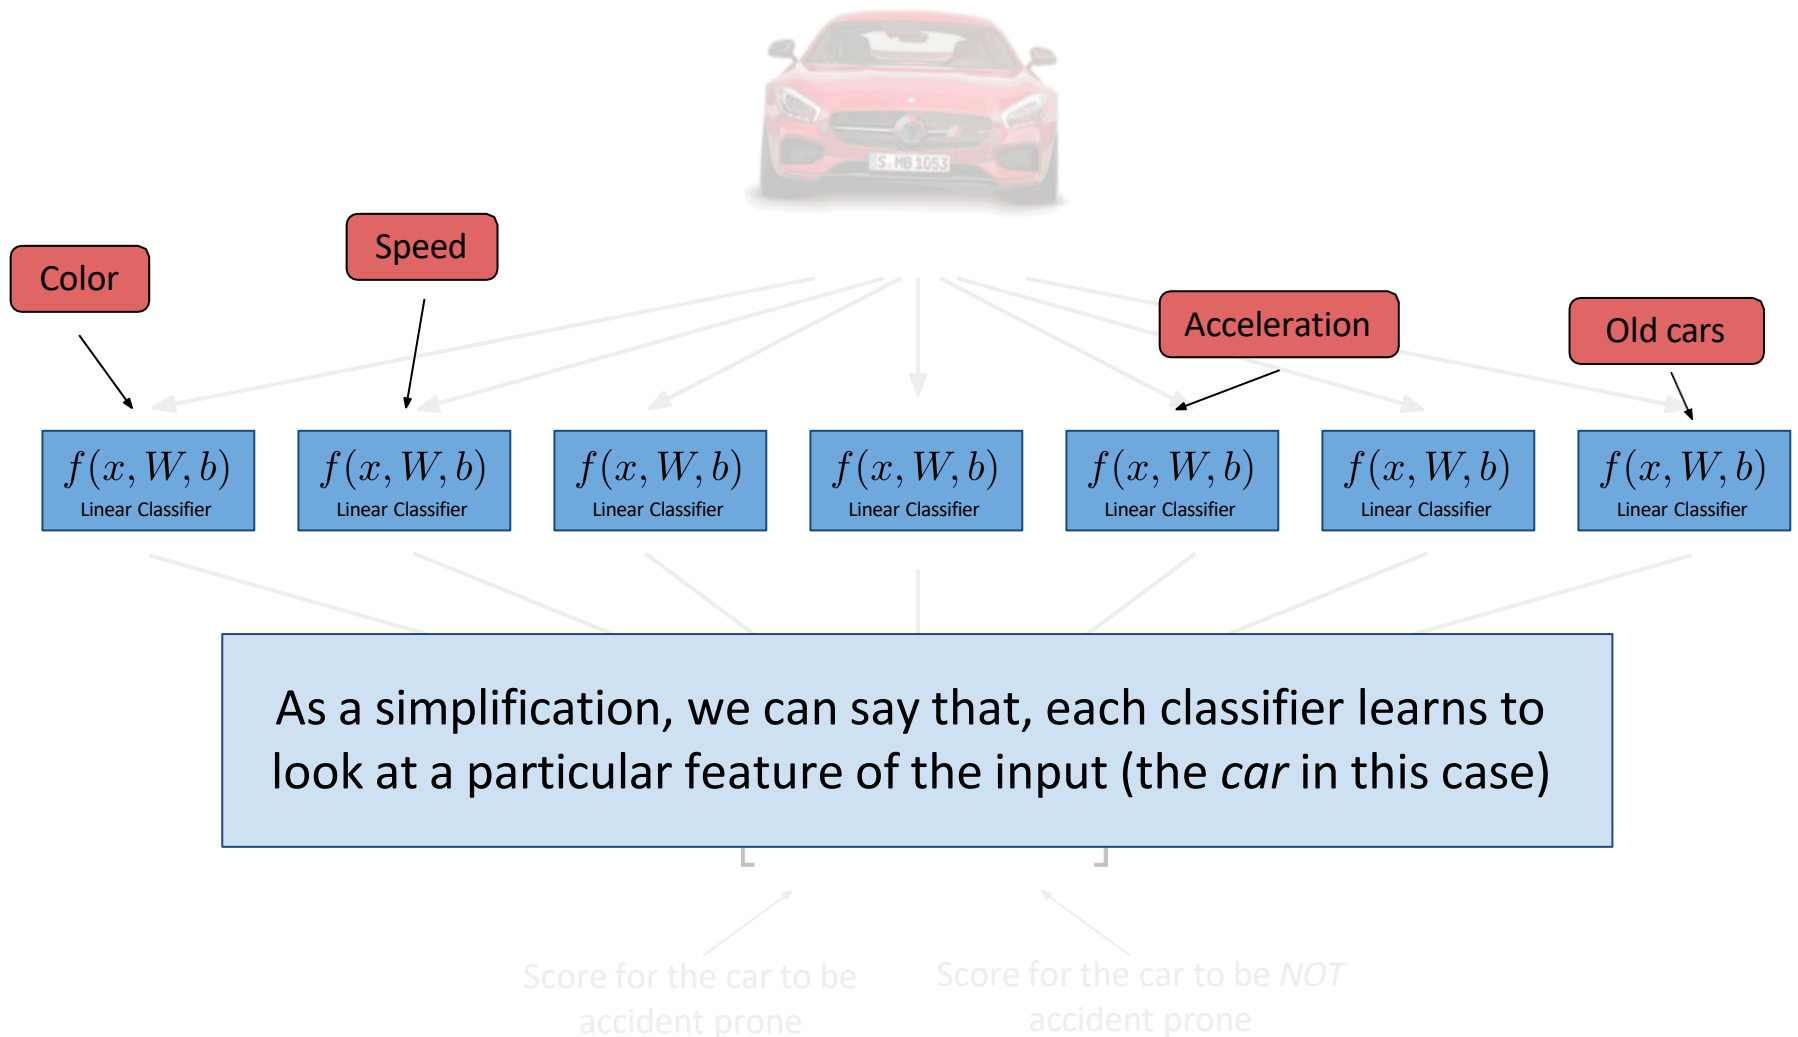 S MB 1053
Speed
Color
Acceleration
Old cars
f(x, W, b)
Linear Classifier
f(x, W, b)
Linear Classifier
f(x, W, b)
Linear Classifier
f(x, W, b)
Linear Classifier
f(x, W, b)
Linear Classifier
f(x, W, b)
Linear Classifier
f(x, W, b)
Linear Classifier
As a simplification, we can say that, each classifier learns to
look at a particular feature of the input (the car in this case)
Score for the car to be
accident prone
Score for the car to be NOT
accident prone